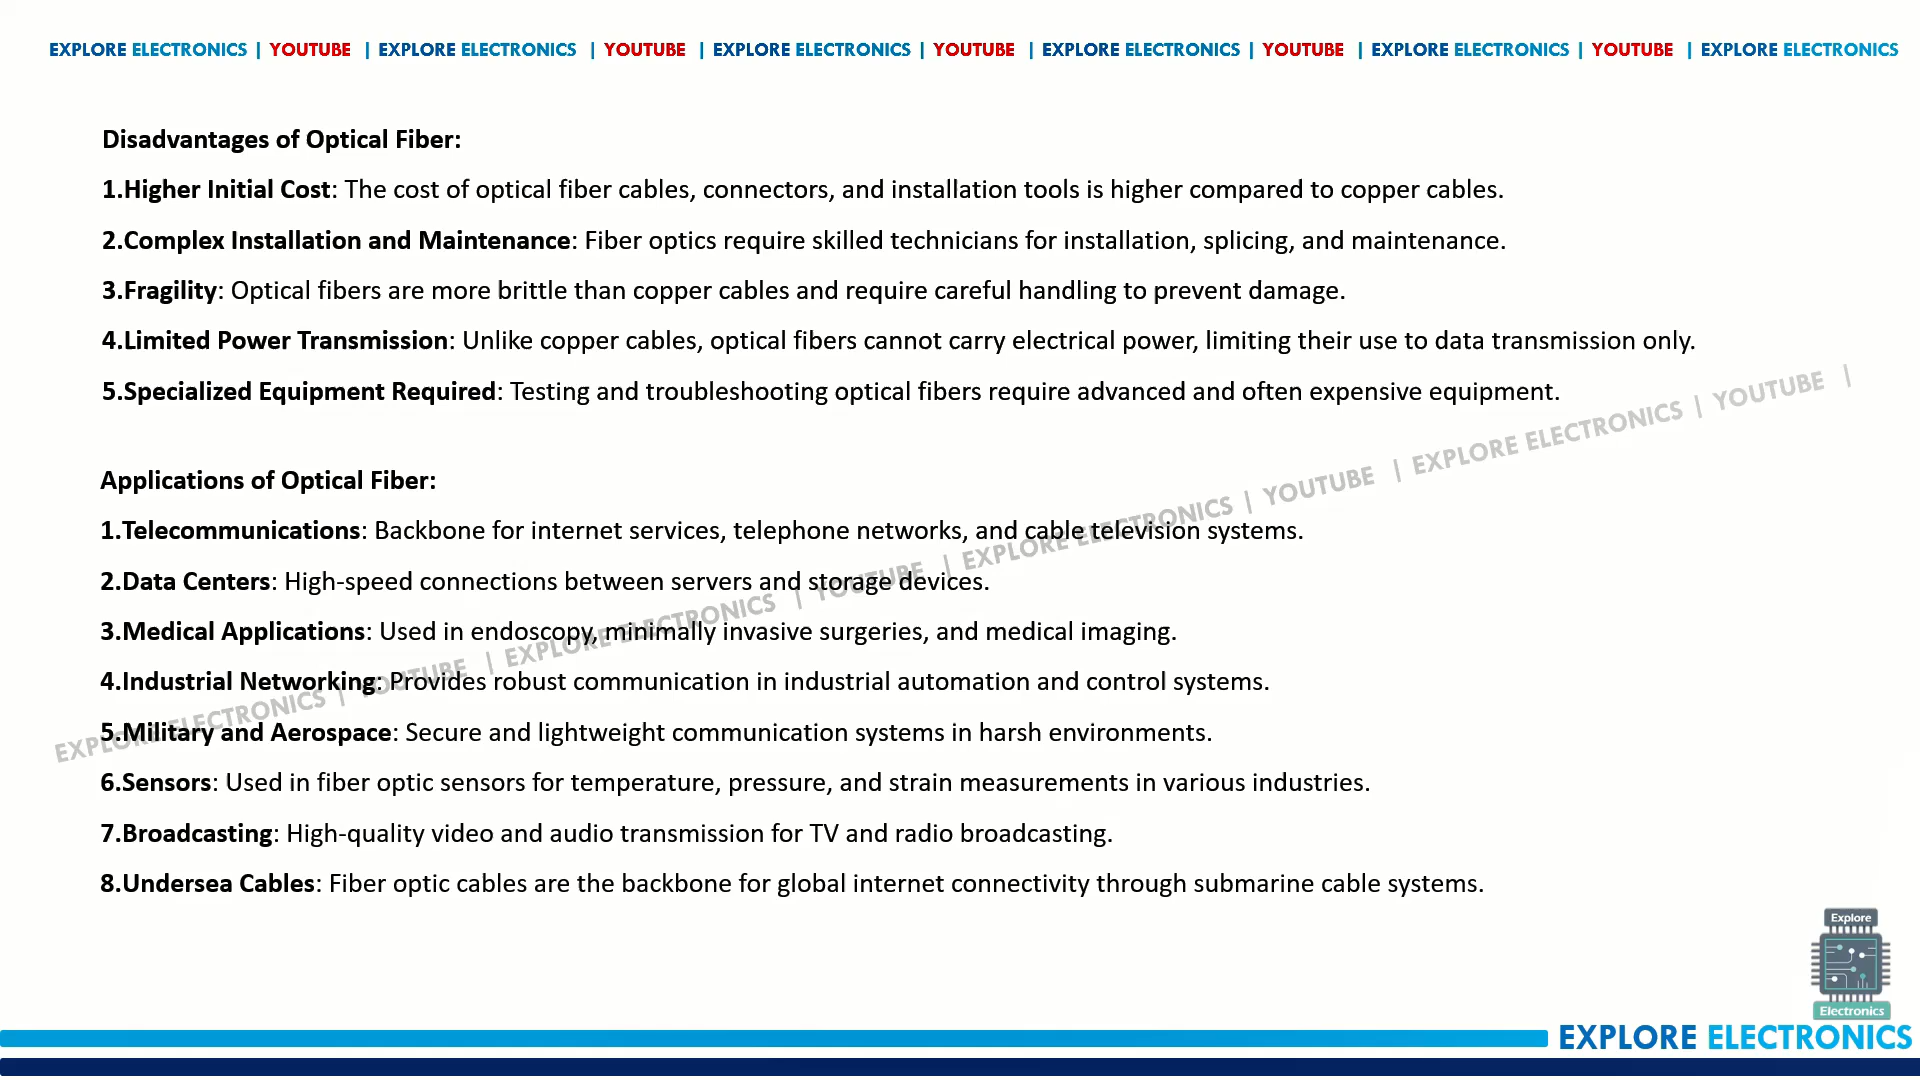 EXPLORE ELECTRONICS | YOUTUBE | EXPLORE ELECTRONICS | YOUTUBE | EXPLORE ELECTRONICS | YOUTUBE | EXPLORE ELECTRONICS | YOUTUBE | EXPLORE ELECTRONICS | YOUTUBE | EXPLORE ELECTRONICS
Disadvantages of Optical Fiber:
1.Higher Initial Cost: The cost of optical fiber cables, connectors, and installation tools is higher compared to copper cables.
2.Complex Installation and Maintenance: Fiber optics require skilled technicians for installation, splicing, and maintenance.
3.Fragility: Optical fibers are more brittle than copper cables and require careful handling to prevent damage.
4.Limited Power Transmission: Unlike copper cables, optical fibers cannot carry electrical power, limiting their use to data transmission only.
5.Specialized Equipment Required: Testing and troubleshooting optical fibers require advanced and often expensive equipment.
Applications of Optical Fiber:
1.Telecommunications: Backbone for internet services, telephone networks, and cable television systems.
2.Data Centers: High-speed connections between servers and storage devices.
3.Medical Applications: Used in endoscopy, minimally invasive surgeries, and medical imaging.
4.Industrial Networking: Provides robust communication in industrial automation and control systems.
5.Military and Aerospace: Secure and lightweight communication systems in harsh environments.
6.Sensors: Used in fiber optic sensors for temperature, pressure, and strain measurements in various industries.
7.Broadcasting: High-quality video and audio transmission for TV and radio broadcasting.
8.Undersea Cables: Fiber optic cables are the backbone for global internet connectivity through submarine cable systems.
EXPLORE ELECTRONICS | YOUTUBE | EXPLORE ELECTRONICS | YOUTUBE | EXPLORE ELECTRONICS | YOUTUBE | EXPLORE ELECTRONICS | YOUTUBE |
Explore
Electronics
EXPLORE ELECTRONICS